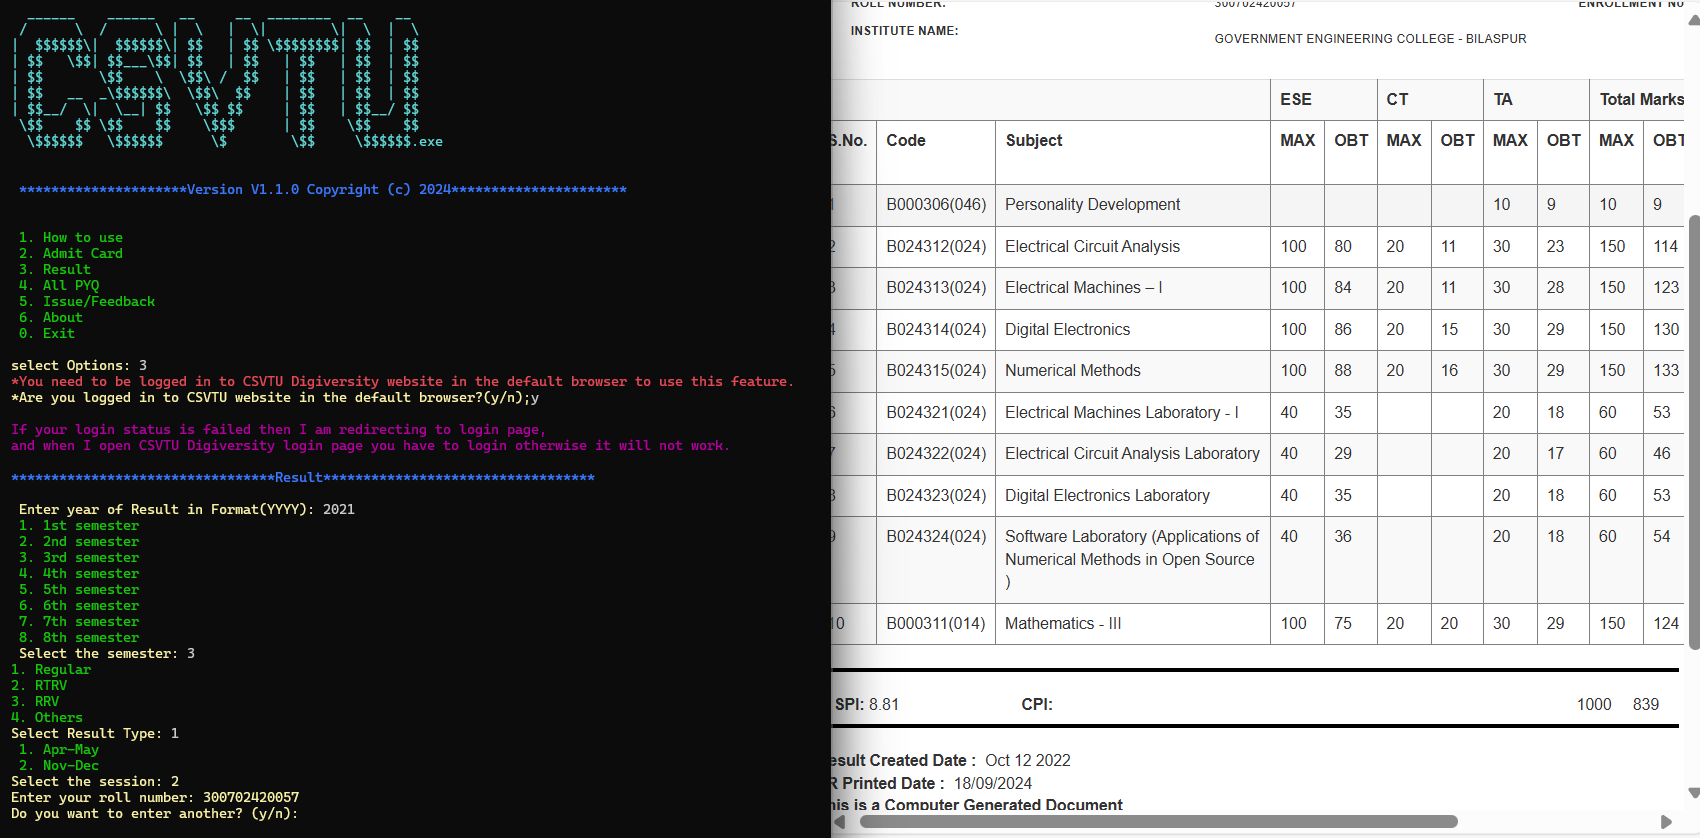 .exe
*********************Version V1.1.0 Copyright (c) 2024**********************
1. How to use
2. Admit Card
3. Result
4. All PYQ
5. Issue/Feedback
6. About
0. Exit
select Options: 3
*You need to be logged in to CSVTU Digiversity website in the default browser to use this feature.
*Are you logged in to CSVTU website in the default browser?(y/n);y
If your login status is failed then I am redirecting to login page,
and when I open CSVTU Digiversity login page you have to login otherwise it will not work.
*********************************Result**********************************
Enter year of Result in Format(YYYY): 2021
1. 1st semester
2. 2nd semester
3. 3rd semester
4. 4th semester
5. 5th semester
6. 6th semester
7. 7th semester
8. 8th semester
Select the semester: 3
1. Regular
2. RTRV
3. RRV
4. Others
Select Result Type: 1
1. Apr-May
2. Nov-Dec
Select the session: 2
Enter your roll number: 300702420057
Do you want to enter another? (y/n):
ROLL NUMBER: 300702420057 ENROLLMENT NO
INSTITUTE NAME: GOVERNMENT ENGINEERING COLLEGE - BILASPUR
ESE CT TA Total Marks
S.No. Code Subject MAX OBT MAX OBT MAX OBT MAX OBT
1 B000306(046) Personality Development 10 9 10 9
2 B024312(024) Electrical Circuit Analysis 100 80 20 11 30 23 150 114
3 B024313(024) Electrical Machines – I 100 84 20 11 30 28 150 123
4 B024314(024) Digital Electronics 100 86 20 15 30 29 150 130
5 B024315(024) Numerical Methods 100 88 20 16 30 29 150 133
6 B024321(024) Electrical Machines Laboratory - I 40 35 20 18 60 53
7 B024322(024) Electrical Circuit Analysis Laboratory 40 29 20 17 60 46
8 B024323(024) Digital Electronics Laboratory 40 35 20 18 60 53
9 B024324(024) Software Laboratory (Applications of 40 36 20 18 60 54
Numerical Methods in Open Source
)
10 B000311(014) Mathematics - III 100 75 20 20 30 29 150 124
SPI: 8.81 CPI: 1000 839
esult Created Date : Oct 12 2022
R Printed Date : 18/09/2024
his is a Computer Generated Document